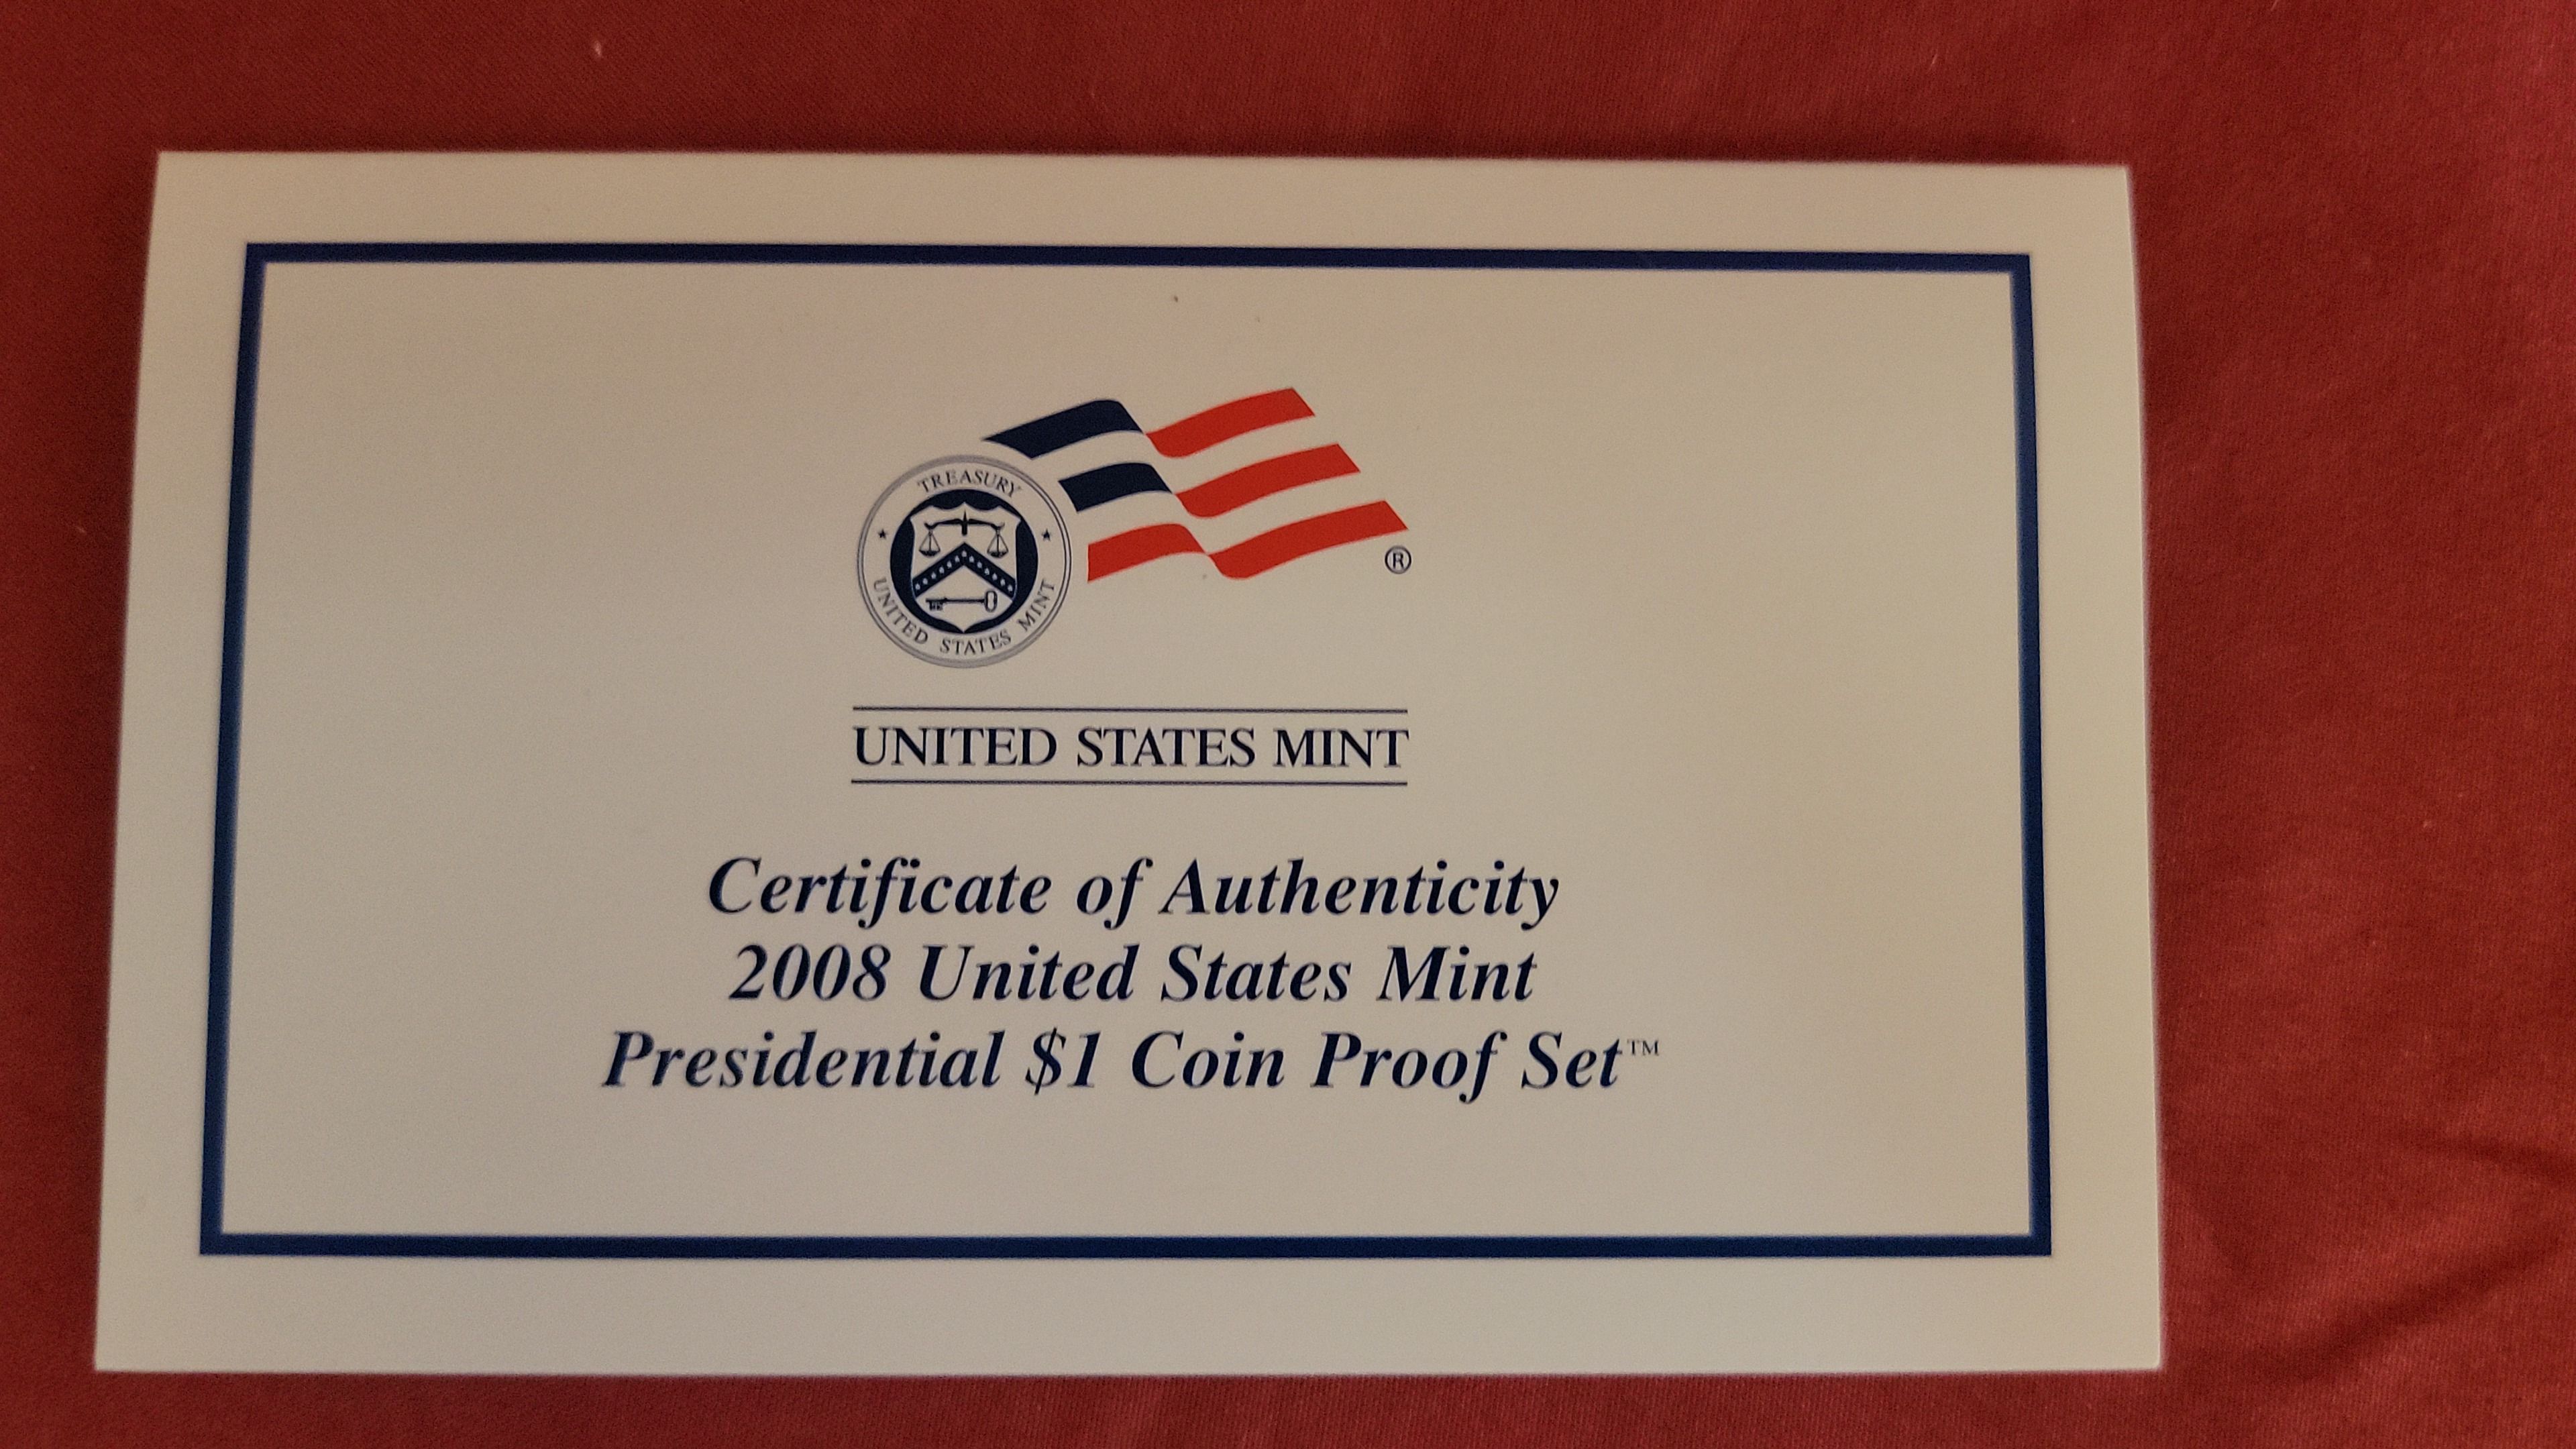 TREASURY
UNITED STATES MINT
®
UNITED STATES MINT
Certificate of Authenticity
2008 United States Mint
Presidential $1 Coin Proof Set™